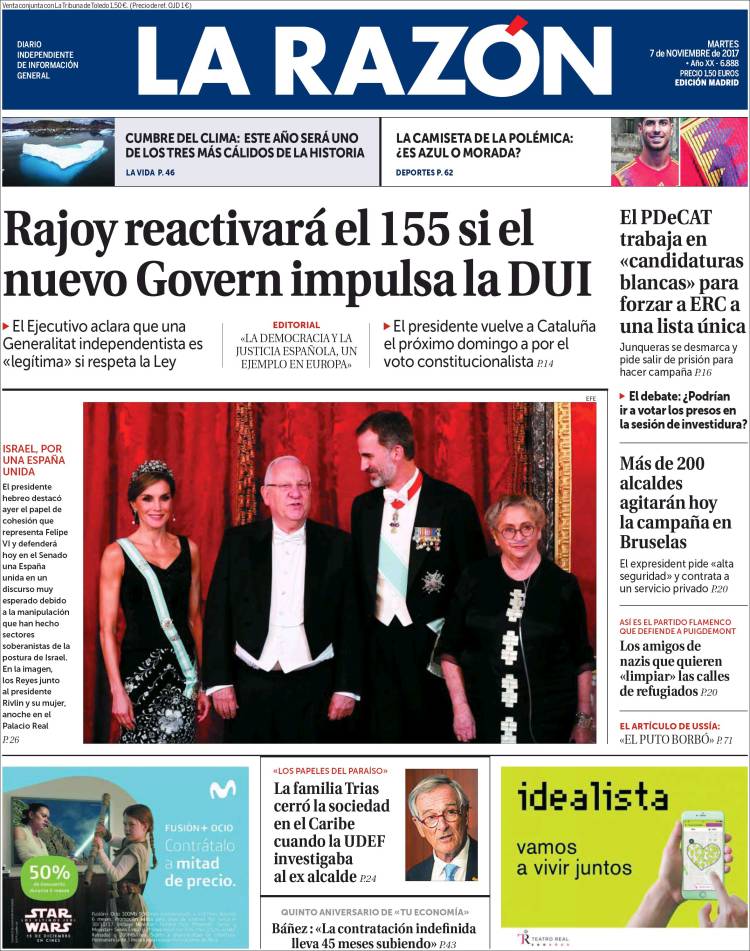 Venta conjunta con La Tribuna de Toledo 1,50 €. (Precio de ref. OJD 1 €)
DIARIO
INDEPENDIENTE
DE INFORMACIÓN
GENERAL
LA RAZÓN
MARTES
7 de NOVIEMBRE de 2017
• Año XX - 6.888
PRECIO 1,50 EUROS
EDICIÓN MADRID
CUMBRE DEL CLIMA: ESTE AÑO SERÁ UNO
DE LOS TRES MÁS CÁLIDOS DE LA HISTORIA
LA VIDA P. 46
LA CAMISETA DE LA POLÉMICA:
¿ES AZUL O MORADA?
DEPORTES P. 62
Rajoy reactivará el 155 si el
nuevo Govern impulsa la DUI
El Ejecutivo aclara que una
Generalitat independentista es
«legítima» si respeta la Ley
EDITORIAL
«LA DEMOCRACIA Y LA
JUSTICIA ESPAÑOLA, UN
EJEMPLO EN EUROPA»
El presidente vuelve a Cataluña
el próximo domingo a por el
voto constitucionalista P.14
EFE
ISRAEL, POR
UNA ESPAÑA
UNIDA
El presidente
hebreo destacó
ayer el papel de
cohesión que
representa Felipe
VI y defenderá
hoy en el Senado
una España
unida en un
discurso muy
esperado debido
a la manipulación
que han hecho
sectores
soberanistas de la
postura de Israel.
En la imagen,
los Reyes junto
al presidente
Rivlin y su mujer,
anoche en el
Palacio Real
P.26
El PDeCAT
trabaja en
«candidaturas
blancas» para
forzar a ERC a
una lista única
Junqueras se desmarca y
pide salir de prisión para
hacer campaña P.16
El debate: ¿Podrían
ir a votar los presos en
la sesión de investidura?
Más de 200
alcaldes
agitarán hoy
la campaña en
Bruselas
El expresident pide «alta
seguridad» y contrata a
un servicio privado P.20
ASÍ ES EL PARTIDO FLAMENCO
QUE DEFIENDE A PUIGDEMONT
Los amigos de
nazis que quieren
«limpiar» las calles
de refugiados P.20
EL ARTÍCULO DE USSÍA:
«EL PUTO BORBÓ» P.71
FUSIÓN+ OCIO
Contrátalo
a mitad
de precio.
50%
de descuento
durante 6 meses
STAR
WARS
LOS ÚLTIMOS JEDI
15 DE DICIEMBRE
EN CINES
«LOS PAPELES DEL PARAÍSO»
La familia Trias
cerró la sociedad
en el Caribe
cuando la UDEF
investigaba
al ex alcalde P.24
QUINTO ANIVERSARIO DE «TU ECONOMÍA»
Báñez: «La contratación indefinida
lleva 45 meses subiendo» P.43
idealista
vamos
a vivir juntos
TEATRO REAL